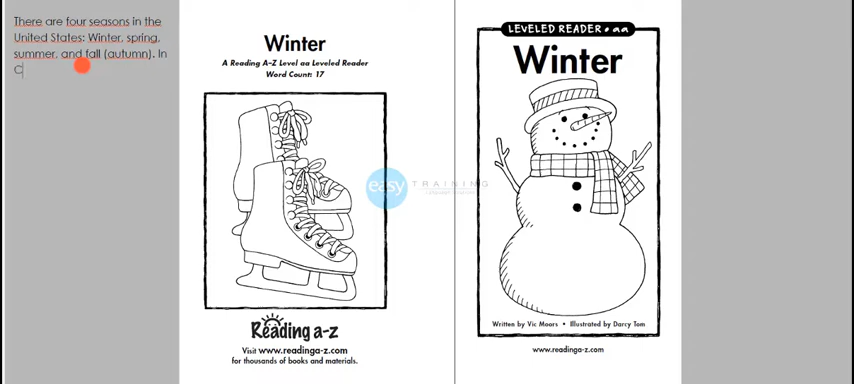 There are four seasons in the
United States: Winter, spring,
summer, and fall (autumn). In
C
Winter
A Reading A–Z Level aa Leveled Reader
Word Count: 17
Reading a-z
Visit www.readinga-z.com
for thousands of books and materials.
LEVELED READER • aa
Winter
Written by Vic Moors • Illustrated by Darcy Tom
www.readinga-z.com
easy TRAINING